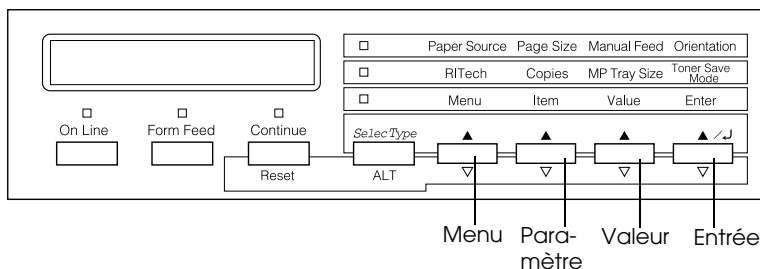 Paper Source Page Size Manual Feed Orientation
RITech Copies MP Tray Size Toner Save
Mode
Menu Item Value Enter
On Line Form Feed Continue SelecType
Reset ALT
Menu Para- Valeur Entrée
mètre